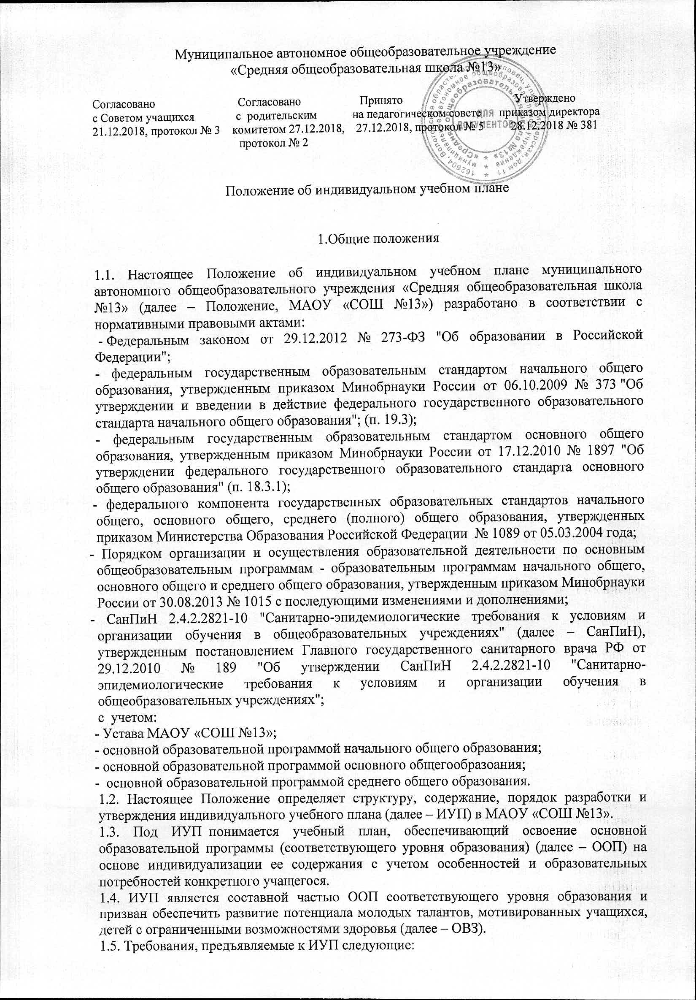 Муниципальное автономное общеобразовательное учреждение
«Средняя общеобразовательная школа №13»
Согласовано
с Советом учащихся
21.12.2018, протокол № 3
Согласовано
с родительским
комитетом 27.12.2018,
протокол № 2
Принято
на педагогическом совете
27.12.2018, протокол № 5
Утверждено
приказом директора
28.12.2018 № 381
ДЛЯ
ДОКУМЕНТОВ
Положение об индивидуальном учебном плане
1.Общие положения
1.1. Настоящее Положение об индивидуальном учебном плане муниципального
автономного общеобразовательного учреждения «Средняя общеобразовательная школа
№13» (далее – Положение, МАОУ «СОШ №13») разработано в соответствии с
нормативными правовыми актами:
- Федеральным законом от 29.12.2012 № 273-ФЗ "Об образовании в Российской
Федерации";
- федеральным государственным образовательным стандартом начального общего
образования, утвержденным приказом Минобрнауки России от 06.10.2009 № 373 "Об
утверждении и введении в действие федерального государственного образовательного
стандарта начального общего образования"; (п. 19.3);
- федеральным государственным образовательным стандартом основного общего
образования, утвержденным приказом Минобрнауки России от 17.12.2010 № 1897 "Об
утверждении федерального государственного образовательного стандарта основного
общего образования" (п. 18.3.1);
- федерального компонента государственных образовательных стандартов начального
общего, основного общего, среднего (полного) общего образования, утвержденных
приказом Министерства Образования Российской Федерации № 1089 от 05.03.2004 года;
- Порядком организации и осуществления образовательной деятельности по основным
общеобразовательным программам - образовательным программам начального общего,
основного общего и среднего общего образования, утвержденным приказом Минобрнауки
России от 30.08.2013 № 1015 с последующими изменениями и дополнениями;
- СанПиН 2.4.2.2821-10 "Санитарно-эпидемиологические требования к условиям и
организации обучения в общеобразовательных учреждениях" (далее – СанПиН),
утвержденным постановлением Главного государственного санитарного врача РФ от
29.12.2010 № 189 "Об утверждении СанПиН 2.4.2.2821-10 "Санитарно-
эпидемиологические требования к условиям и организации обучения в
общеобразовательных учреждениях";
с учетом:
- Устава МАОУ «СОШ №13»;
- основной образовательной программой начального общего образования;
- основной образовательной программой основного общегообразоания;
- основной образовательной программой среднего общего образования.
1.2. Настоящее Положение определяет структуру, содержание, порядок разработки и
утверждения индивидуального учебного плана (далее – ИУП) в МАОУ «СОШ №13».
1.3. Под ИУП понимается учебный план, обеспечивающий освоение основной
образовательной программы (соответствующего уровня образования) (далее – ООП) на
основе индивидуализации ее содержания с учетом особенностей и образовательных
потребностей конкретного учащегося.
1.4. ИУП является составной частью ООП соответствующего уровня образования и
призван обеспечить развитие потенциала молодых талантов, мотивированных учащихся,
детей с ограниченными возможностями здоровья (далее – ОВЗ).
1.5. Требования, предъявляемые к ИУП следующие: